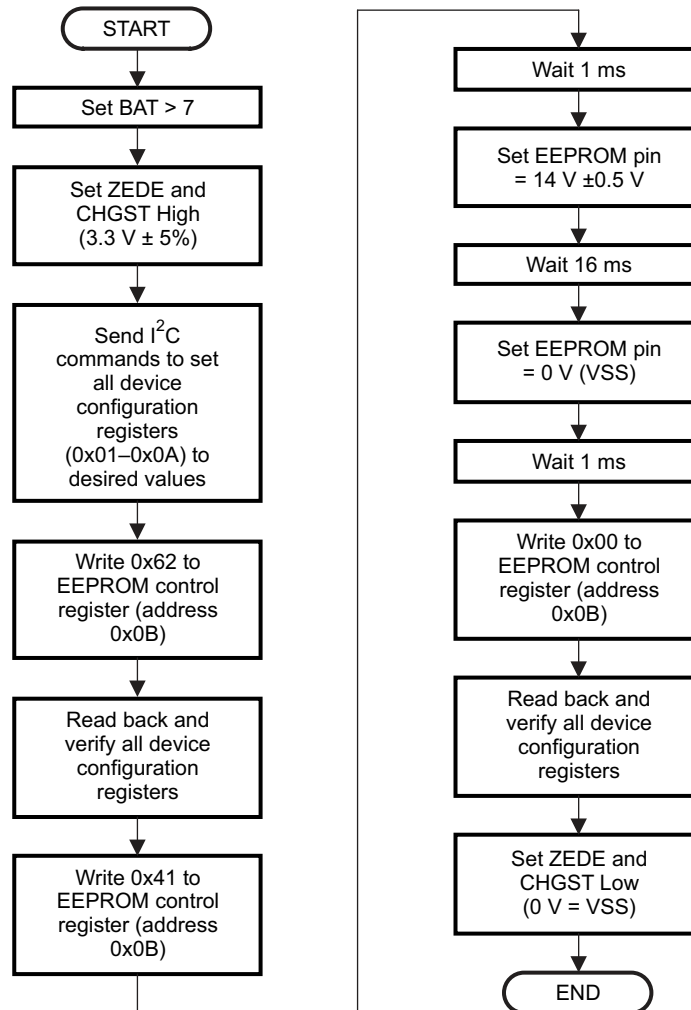 START
Set BAT > 7
Set ZEDE and
CHGST High
(3.3 V ± 5%)
Send I²C
commands to set
all device
configuration
registers
(0x01–0x0A) to
desired values
Write 0x62 to
EEPROM control
register (address
0x0B)
Read back and
verify all device
configuration
registers
Write 0x41 to
EEPROM control
register (address
0x0B)
Wait 1 ms
Set EEPROM pin
= 14 V ±0.5 V
Wait 16 ms
Set EEPROM pin
= 0 V (VSS)
Wait 1 ms
Write 0x00 to
EEPROM control
register (address
0x0B)
Read back and
verify all device
configuration
registers
Set ZEDE and
CHGST Low
(0 V = VSS)
END